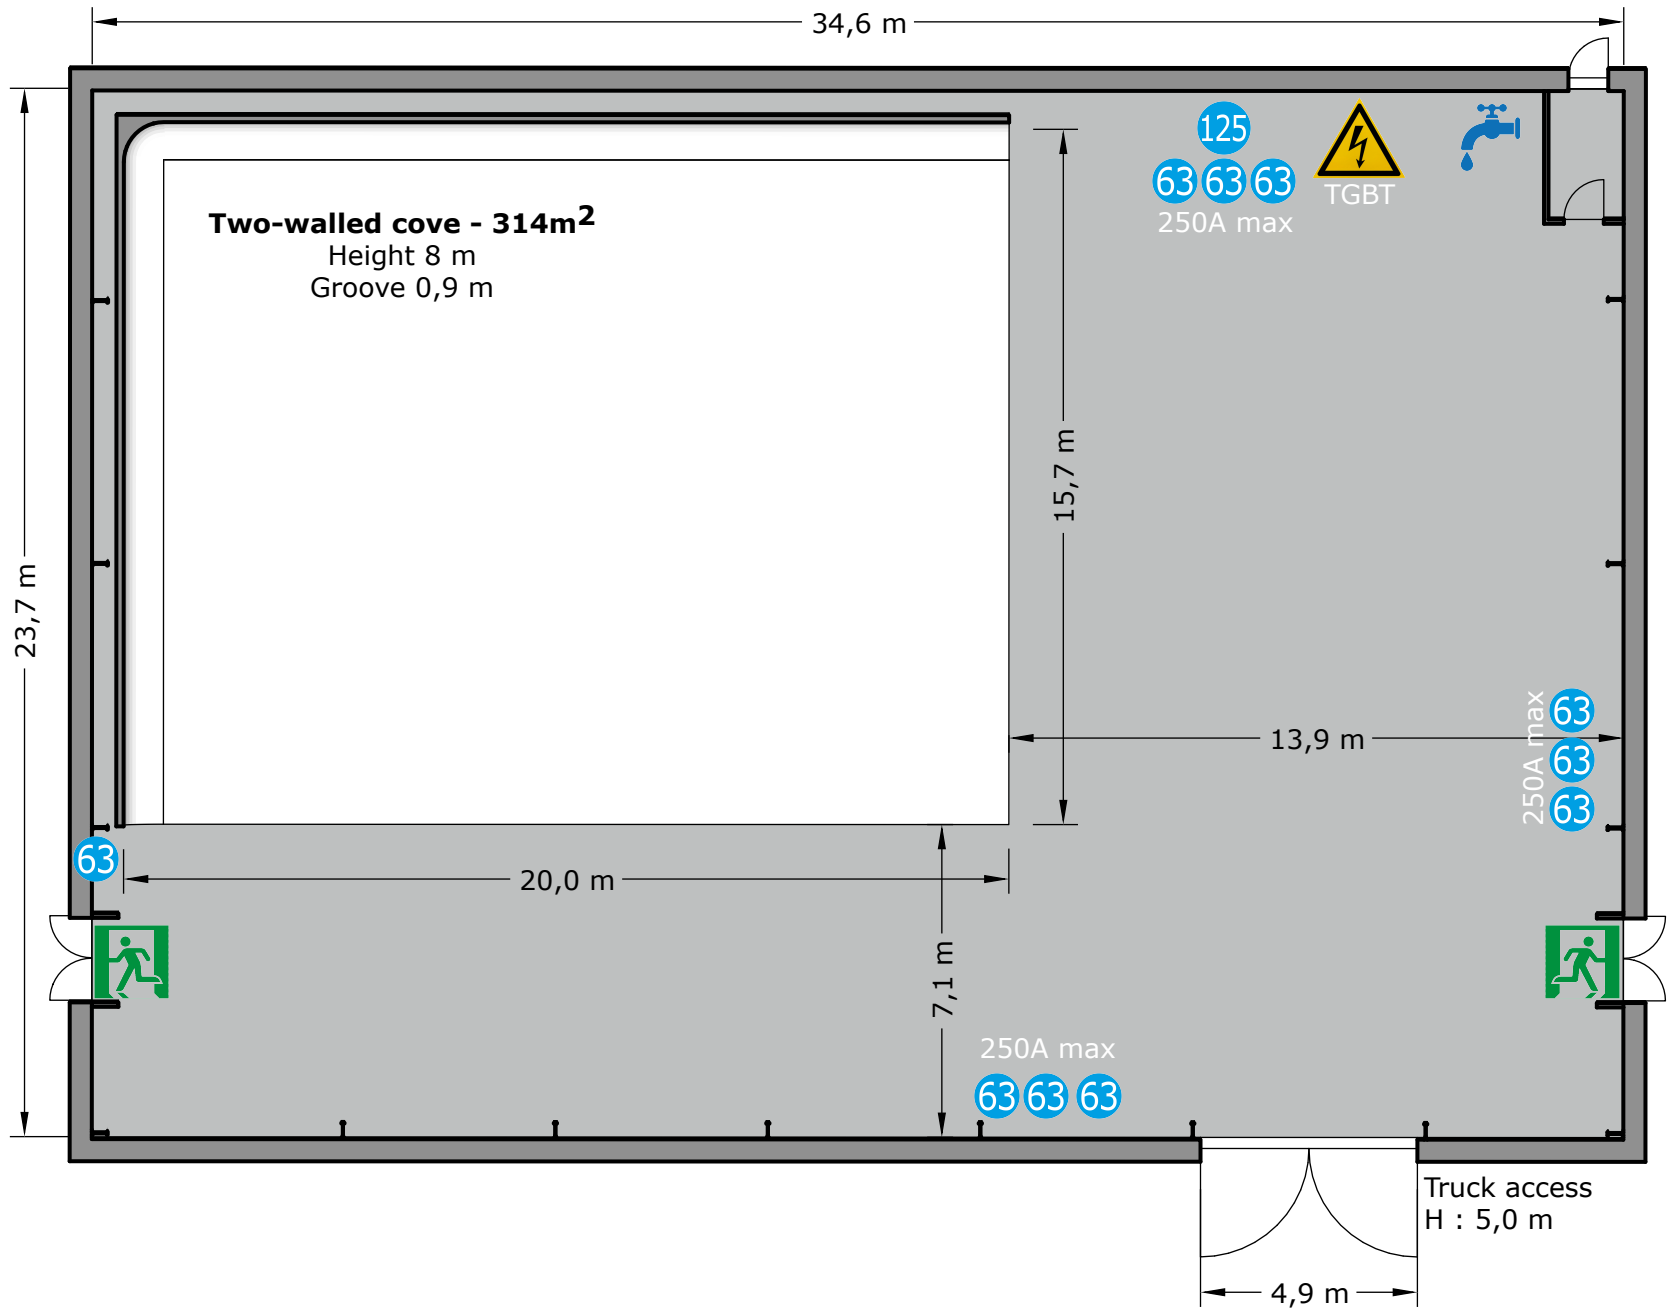 34,6 m
125
63 63 63
250A max
TGBT
Two-walled cove - 314m²
Height 8 m
Groove 0,9 m
15,7 m
23,7 m
13,9 m
250A max
63
63
63
63
20,0 m
7,1 m
250A max
63 63 63
Truck access
H : 5,0 m
4,9 m